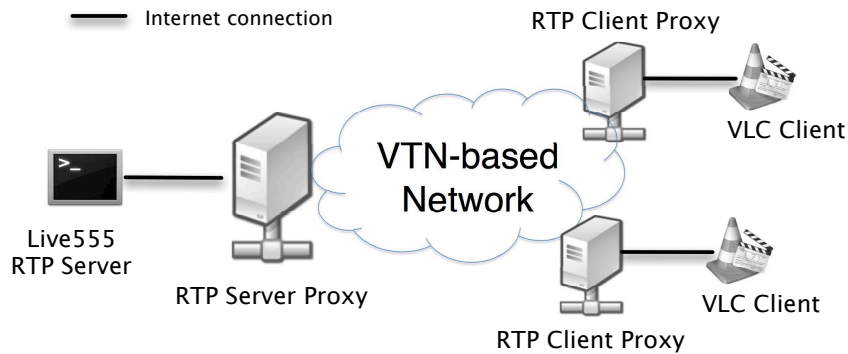 Internet connection
RTP Client Proxy
VLC Client
VTN-based
Network
>_
Live555
RTP Server
RTP Server Proxy
VLC Client
RTP Client Proxy